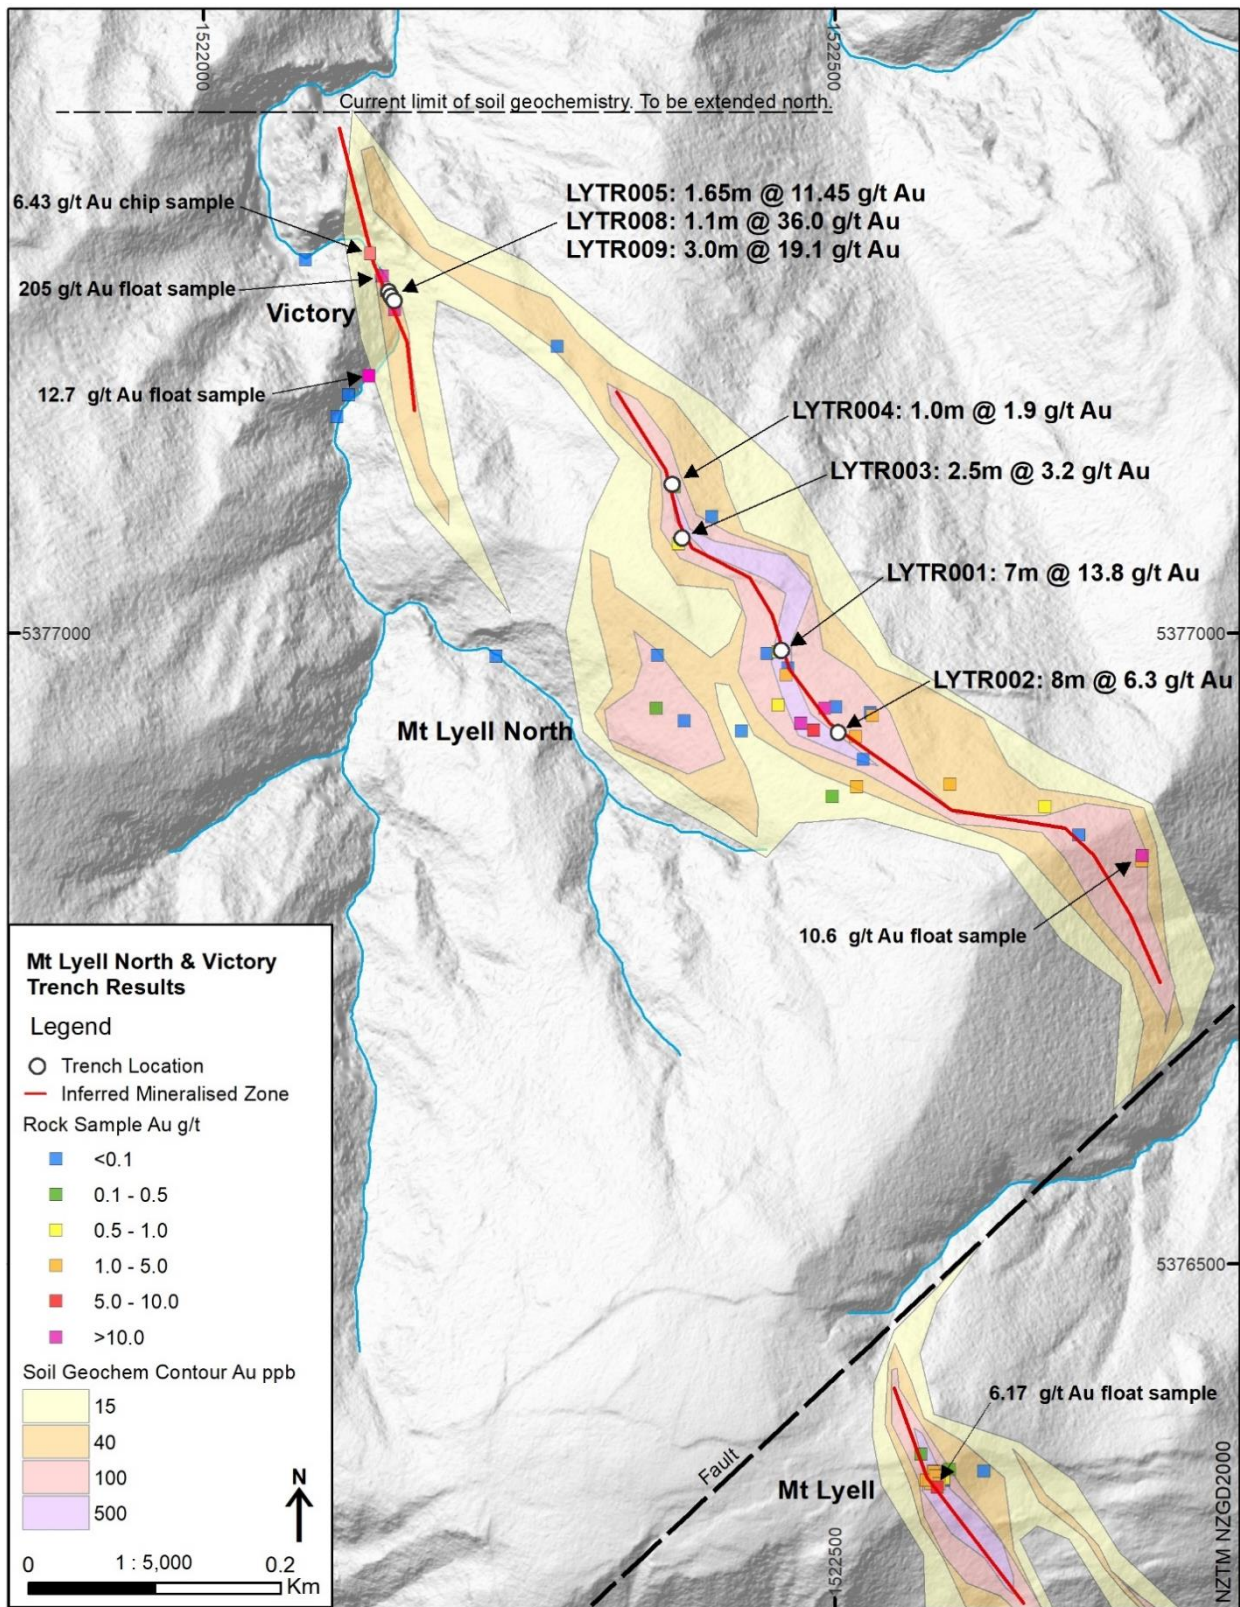 1522000
1522500
Current limit of soil geochemistry. To be extended north.
6.43 g/t Au chip sample
LYTR005: 1.65m @ 11.45 g/t Au
LYTR008: 1.1m @ 36.0 g/t Au
LYTR009: 3.0m @ 19.1 g/t Au
205 g/t Au float sample
Victory
12.7 g/t Au float sample
LYTR004: 1.0m @ 1.9 g/t Au
LYTR003: 2.5m @ 3.2 g/t Au
LYTR001: 7m @ 13.8 g/t Au
5377000
5377000
LYTR002: 8m @ 6.3 g/t Au
Mt Lyell North
10.6 g/t Au float sample
Mt Lyell North & Victory
Trench Results
Legend
Trench Location
Inferred Mineralised Zone
Rock Sample Au g/t
<0.1
0.1 - 0.5
0.5 - 1.0
1.0 - 5.0
5.0 - 10.0
>10.0
Soil Geochem Contour Au ppb
15
40
100
500
N
0
1 : 5,000
0.2
Km
5376500
6.17 g/t Au float sample
Fault
Mt Lyell
1522500
NZTM NZGD2000